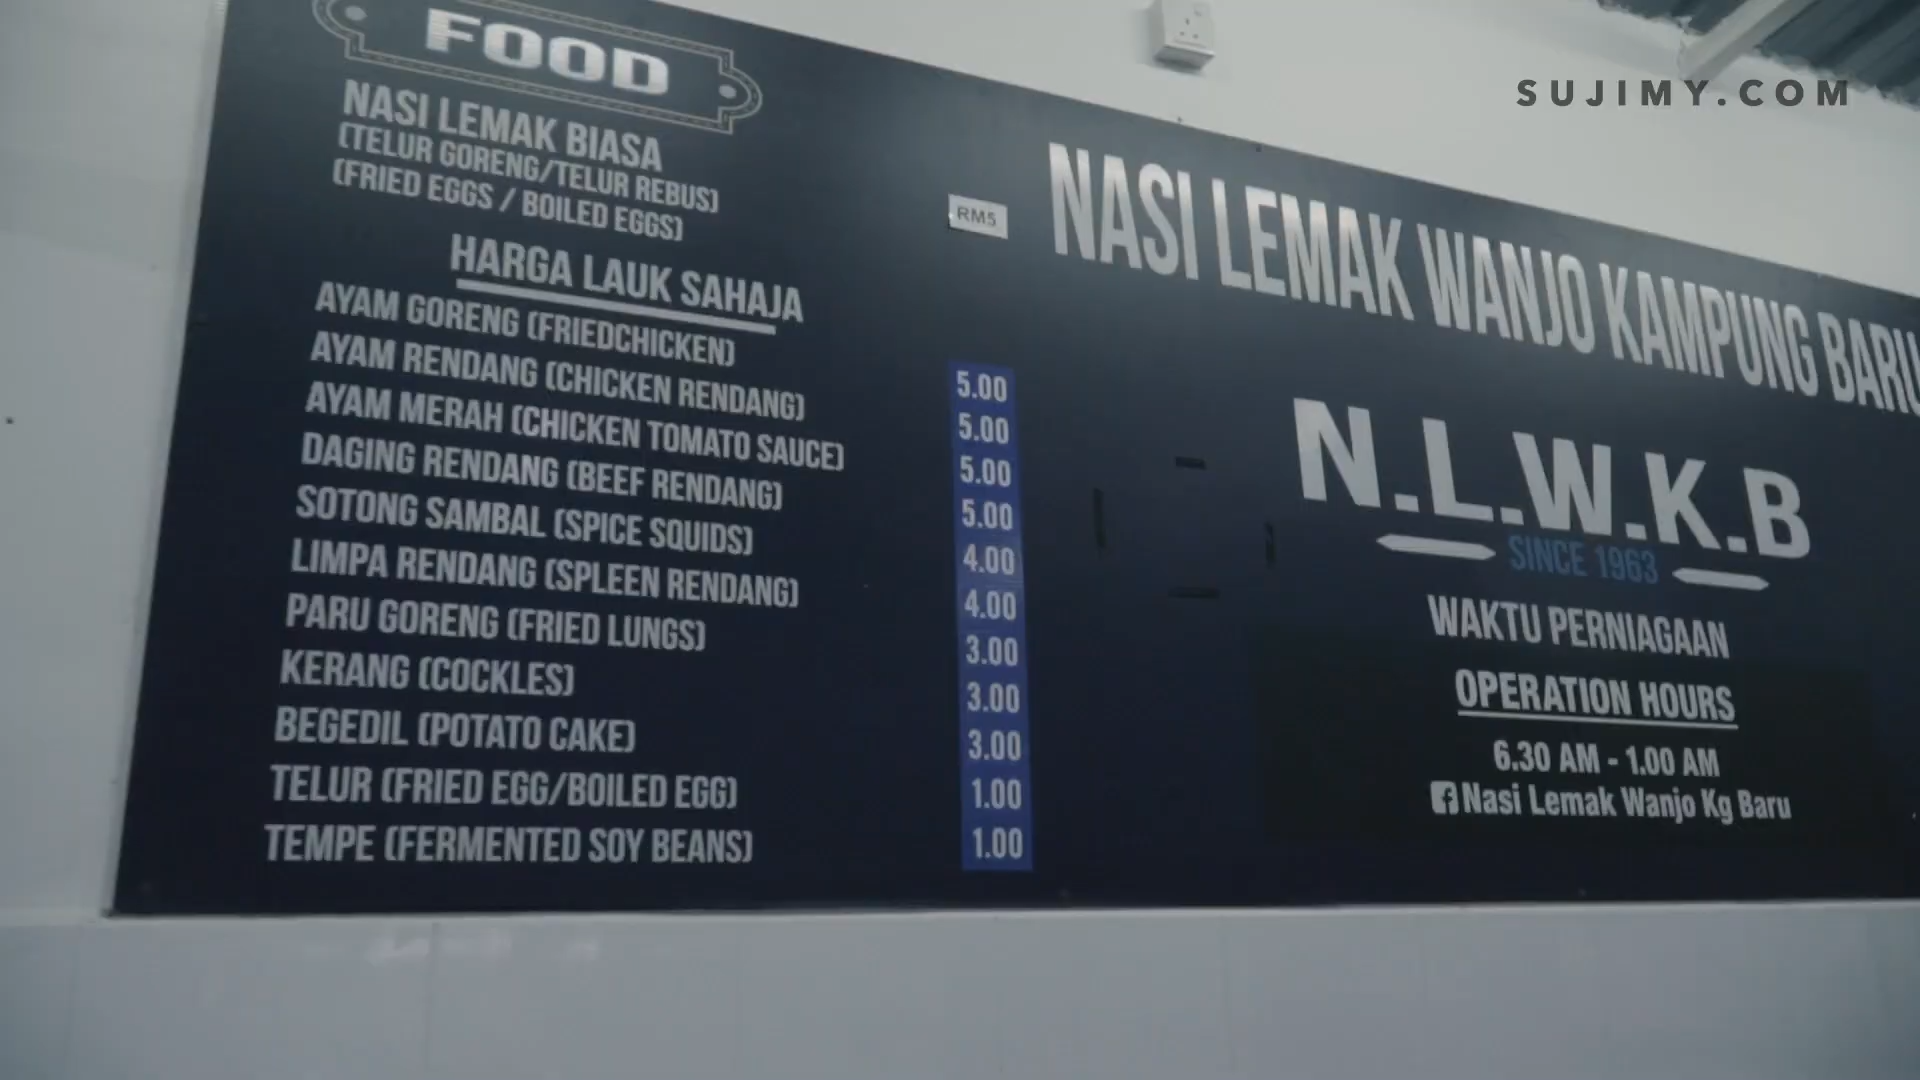 SUJIMY.COM
FOOD
NASI LEMAK BIASA
(TELUR GORENG/TELUR REBUS)
(FRIED EGGS / BOILED EGGS)
RM5
HARGA LAUK SAHAJA
AYAM GORENG (FRIEDCHICKEN) 5.00
AYAM RENDANG (CHICKEN RENDANG) 5.00
AYAM MERAH (CHICKEN TOMATO SAUCE) 5.00
DAGING RENDANG (BEEF RENDANG) 5.00
SOTONG SAMBAL (SPICE SQUIDS) 4.00
LIMPA RENDANG (SPLEEN RENDANG) 4.00
PARU GORENG (FRIED LUNGS) 3.00
KERANG (COCKLES) 3.00
BEGEDIL (POTATO CAKE) 3.00
TELUR (FRIED EGG/BOILED EGG) 1.00
TEMPE (FERMENTED SOY BEANS) 1.00
NASI LEMAK WANJO KAMPUNG BARU
N.L.W.K.B
SINCE 1963
WAKTU PERNIAGAAN
OPERATION HOURS
6.30 AM - 1.00 AM
Nasi Lemak Wanjo Kg Baru